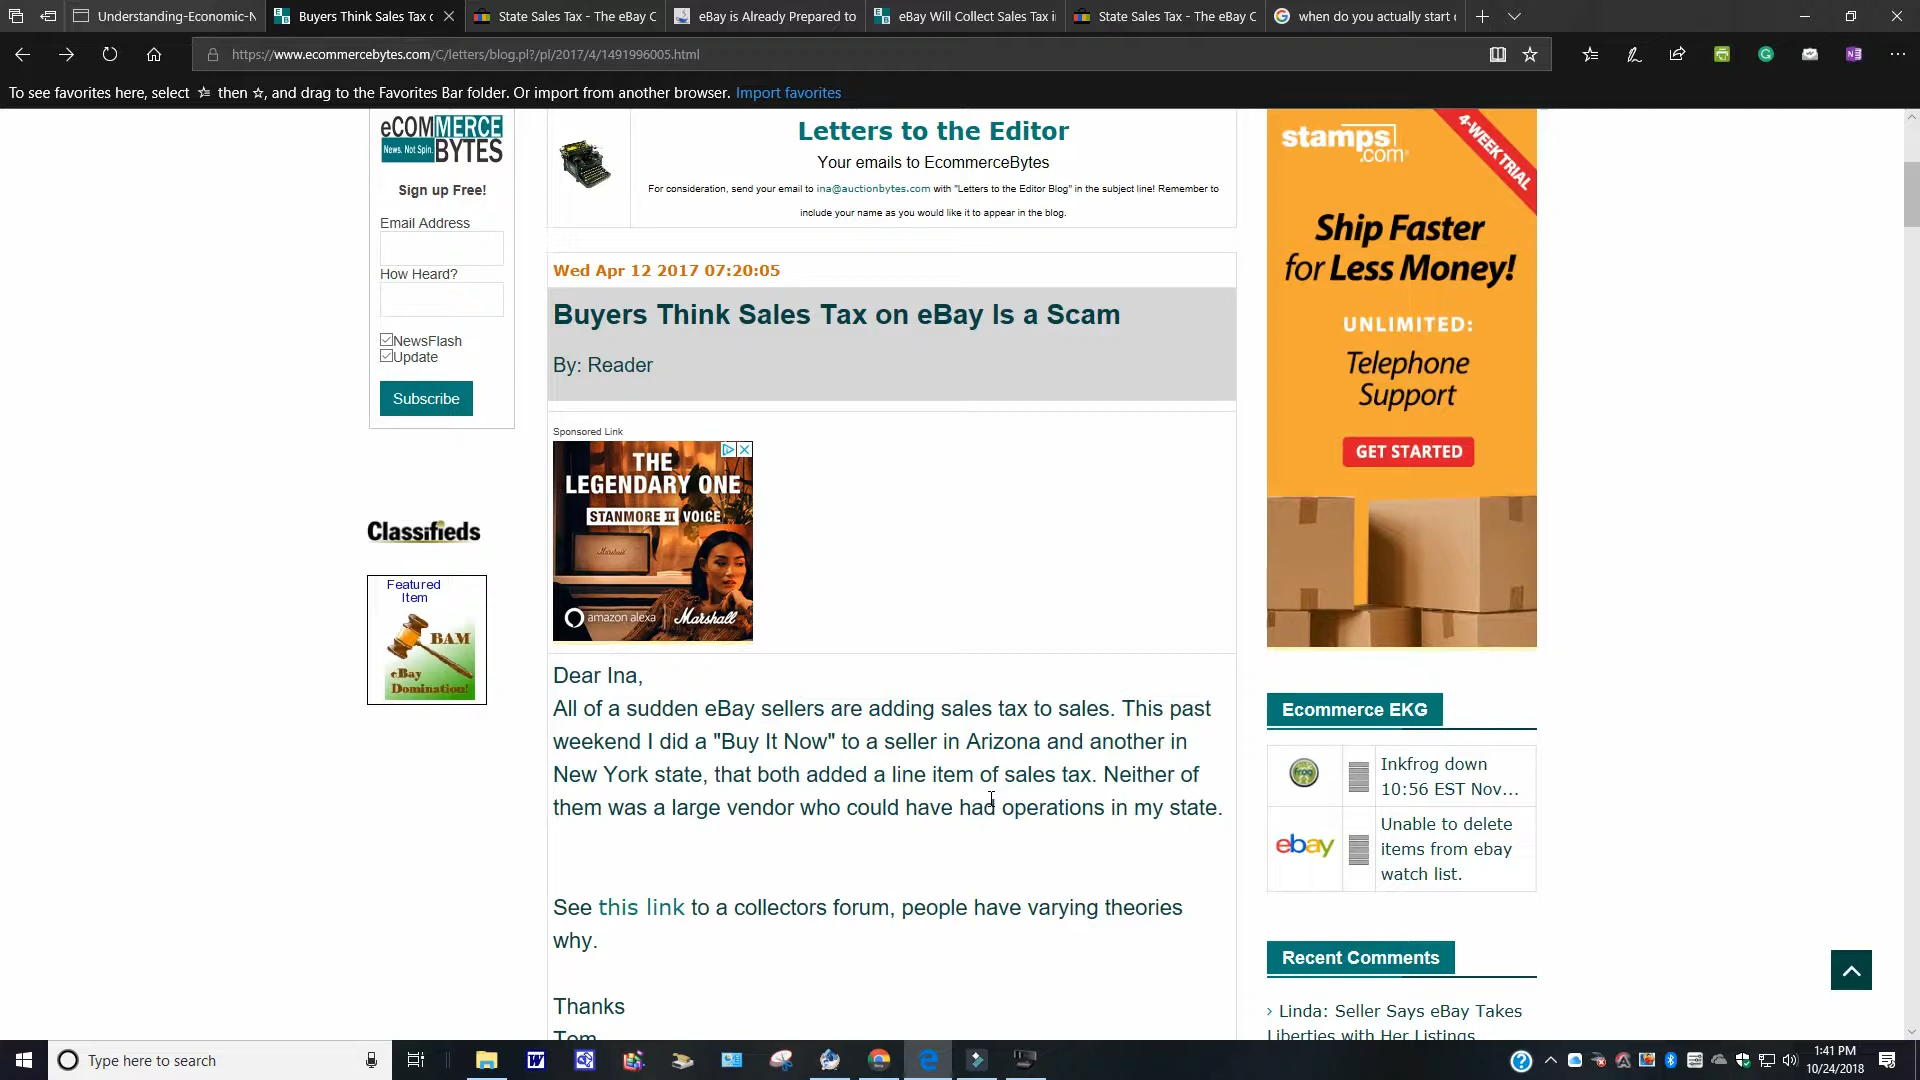 Understanding-Economic-N
Buyers Think Sales Tax o
State Sales Tax - The eBay C
eBay is Already Prepared to
eBay Will Collect Sales Tax i
State Sales Tax - The eBay C
when do you actually start c
https://www.ecommercebytes.com/C/letters/blog.pl?/pl/2017/4/1491996005.html
To see favorites here, select then ☆, and drag to the Favorites Bar folder. Or import from another browser. Import favorites
eCOMMERCE
News. Not Spin. BYTES
Sign up Free!
Email Address
How Heard?
NewsFlash
Update
Subscribe
Classifieds
Featured
Item
BAM
eBay
Domination!
Letters to the Editor
Your emails to EcommerceBytes
For consideration, send your email to ina@auctionbytes.com with "Letters to the Editor Blog" in the subject line! Remember to
include your name as you would like it to appear in the blog.
Wed Apr 12 2017 07:20:05
Buyers Think Sales Tax on eBay Is a Scam
By: Reader
Sponsored Link
THE
LEGENDARY ONE
STANMORE II VOICE
Marshall
amazon alexa Marshall
Dear Ina,
All of a sudden eBay sellers are adding sales tax to sales. This past
weekend I did a "Buy It Now" to a seller in Arizona and another in
New York state, that both added a line item of sales tax. Neither of
them was a large vendor who could have had operations in my state.
See this link to a collectors forum, people have varying theories
why.
Thanks
Tom
stamps
.com
4-WEEK TRIAL
Ship Faster
for Less Money!
UNLIMITED:
Telephone
Support
GET STARTED
Ecommerce EKG
frog
Inkfrog down
10:56 EST Nov...
ebay
Unable to delete
items from ebay
watch list.
Recent Comments
› Linda: Seller Says eBay Takes
Liberties with Her Listings
Type here to search
1:41 PM
10/24/2018